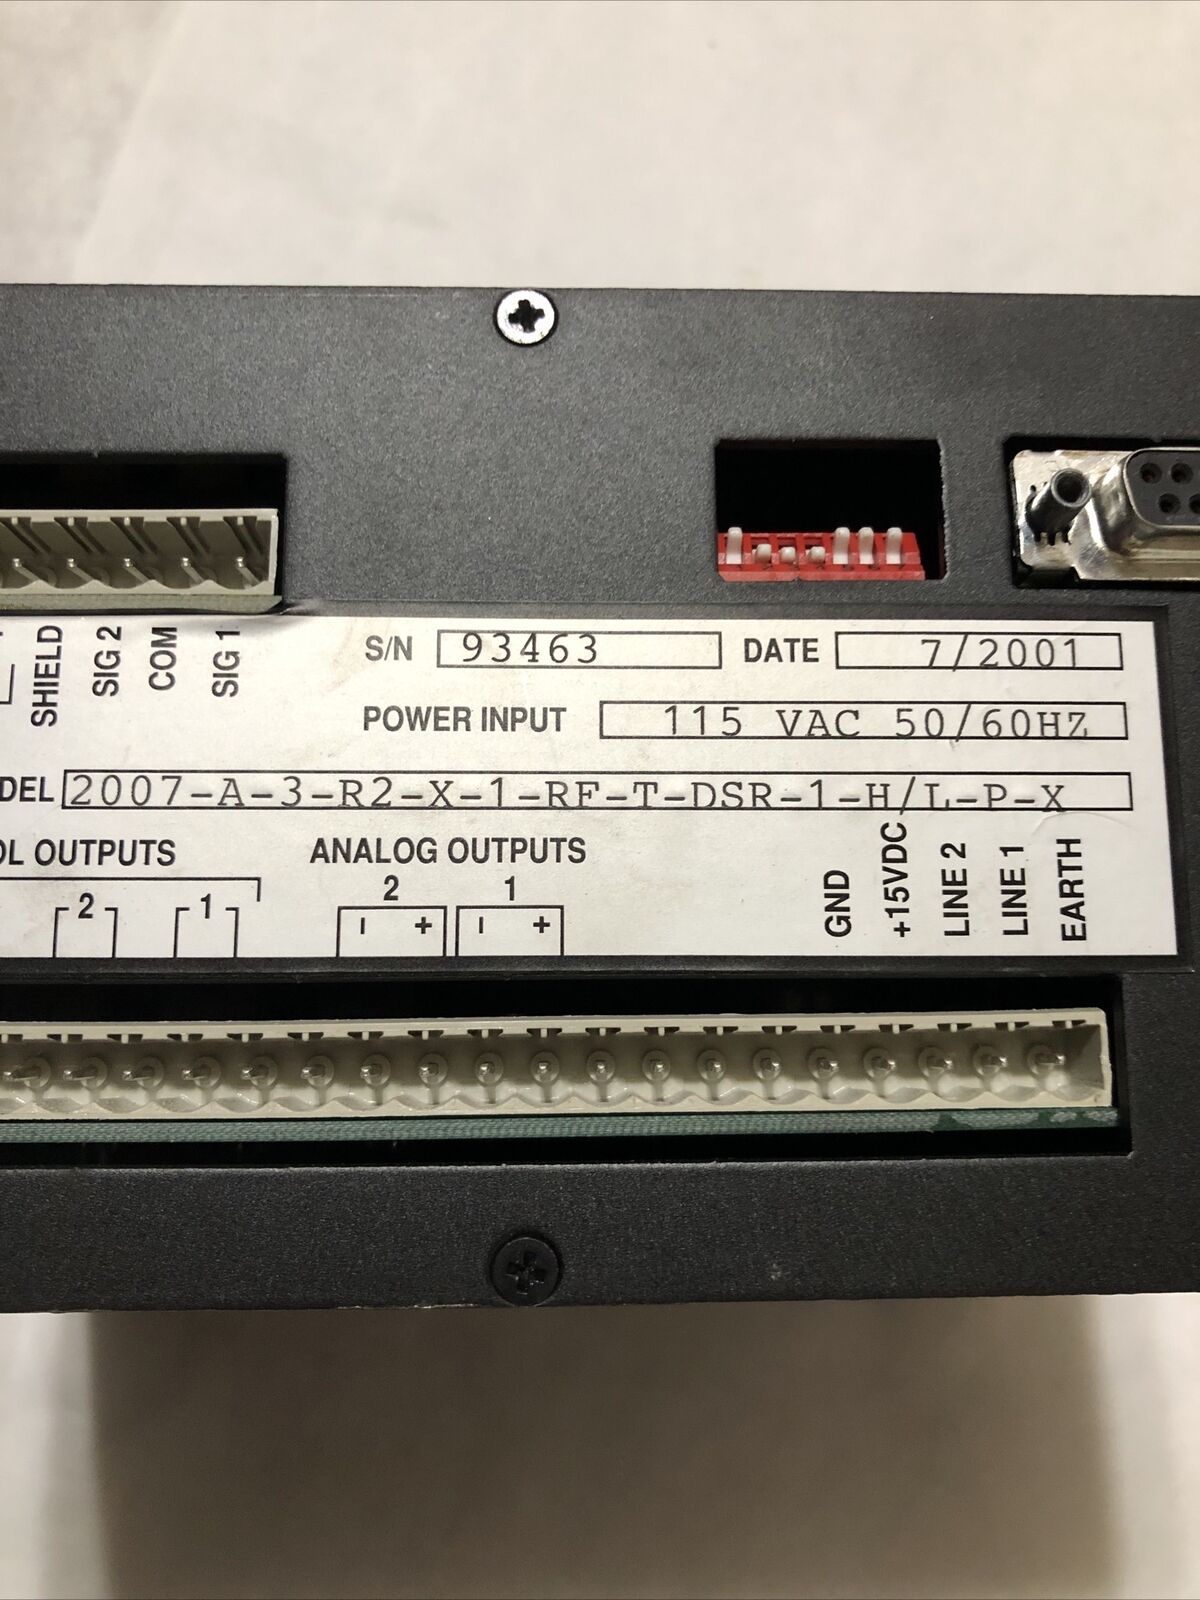 SHIELD
SIG 2
COM
SIG 1
S/N 93463 DATE 7/2001
POWER INPUT 115 VAC 50/60HZ
DEL 2007-A-3-R2-X-1-RF-T-DSR-1-H/L-P-X
OL OUTPUTS ANALOG OUTPUTS
2 1 2 1
- + - +
GND
+15VDC
LINE 2
LINE 1
EARTH